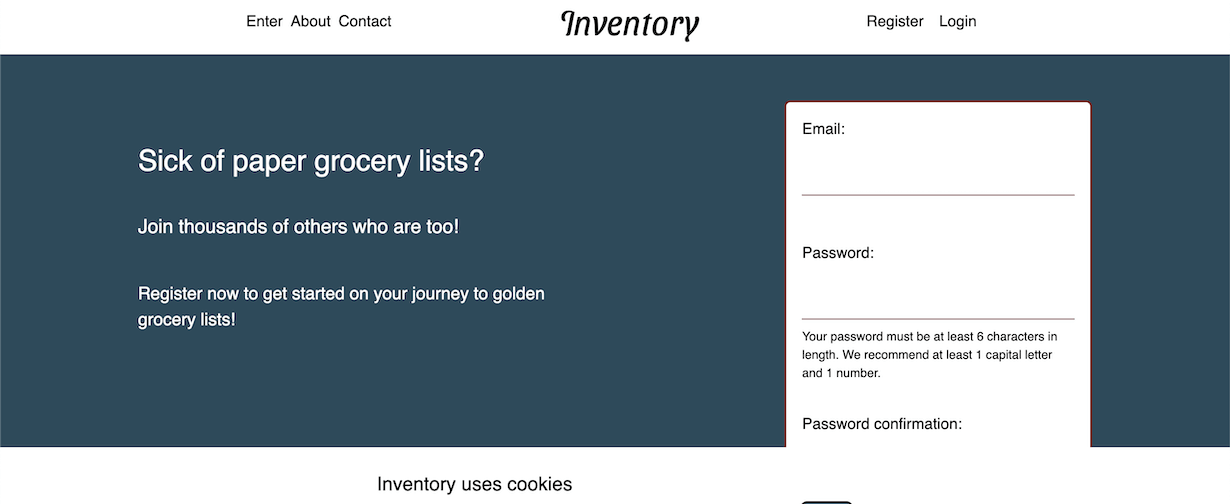 Enter About Contact
Inventory
Register Login
Sick of paper grocery lists?
Join thousands of others who are too!
Register now to get started on your journey to golden
grocery lists!
Email:
Password:
Your password must be at least 6 characters in
length. We recommend at least 1 capital letter
and 1 number.
Password confirmation:
Inventory uses cookies